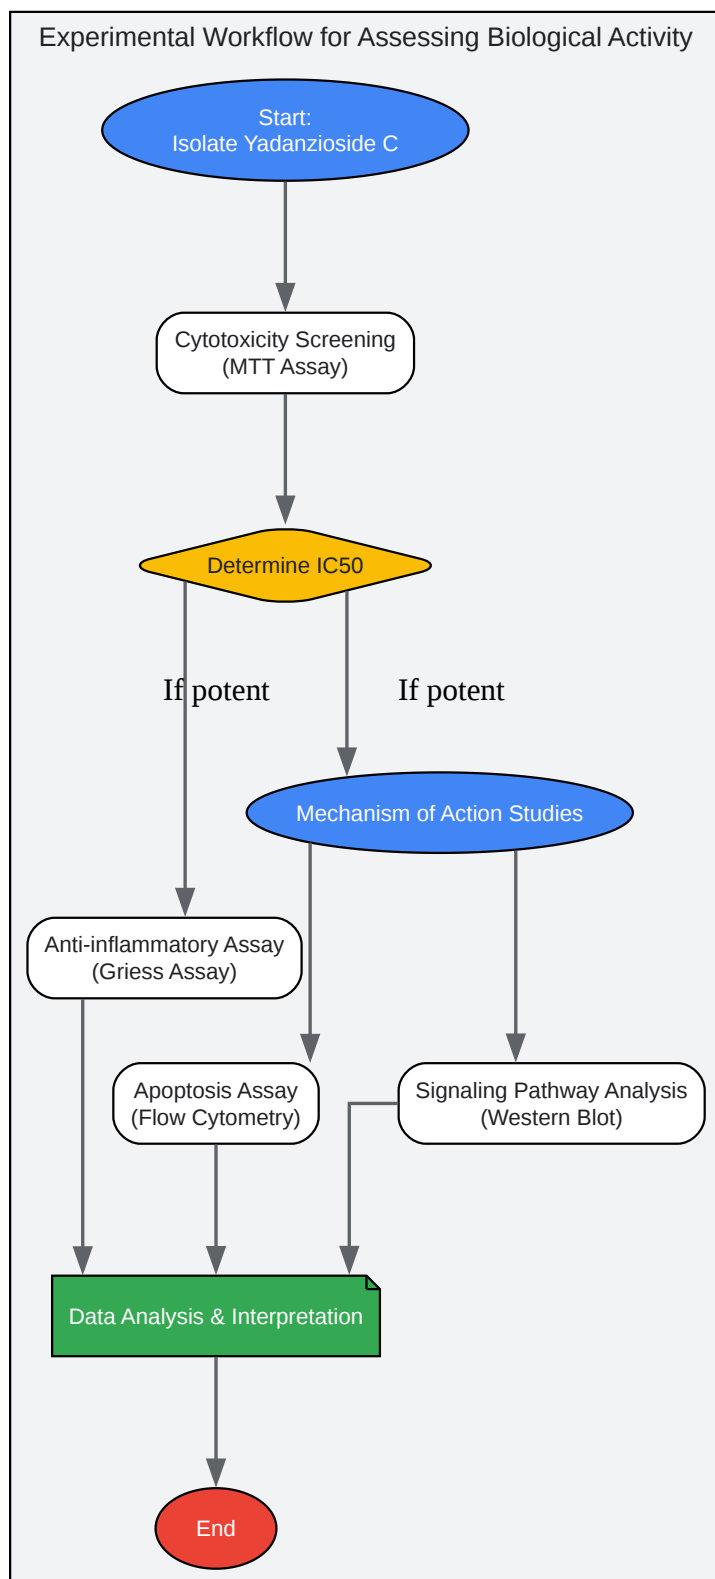 Experimental Workflow for Assessing Biological Activity
Start:
Isolate Yadanzioside C
Cytotoxicity Screening
(MTT Assay)
Determine IC50
If potent
If potent
Mechanism of Action Studies
Anti-inflammatory Assay
(Griess Assay)
Apoptosis Assay
(Flow Cytometry)
Signaling Pathway Analysis
(Western Blot)
Data Analysis & Interpretation
End